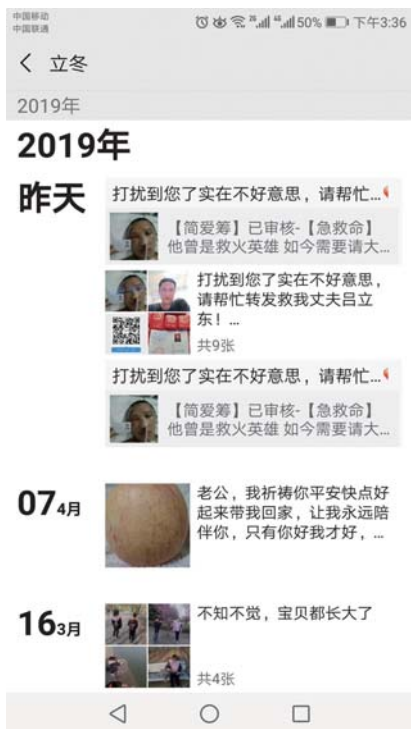 中国移动
中国联通
2G 4G 50% 下午3:36
立冬
2019年
2019年
昨天
打扰到您了实在不好意思，请帮忙...
【简爱筹】已审核-【急救命】
他曾是救火英雄 如今需要请大...
打扰到您了实在不好意思，
请帮忙转发救我丈夫吕立
东！...
共9张
打扰到您了实在不好意思，请帮忙...
【简爱筹】已审核-【急救命】
他曾是救火英雄 如今需要请大...
07 4月
老公，我祈祷你平安快点好
起来带我回家，让我永远陪
伴你，只有你好我才好，...
16 3月
不知不觉，宝贝都长大了
共4张